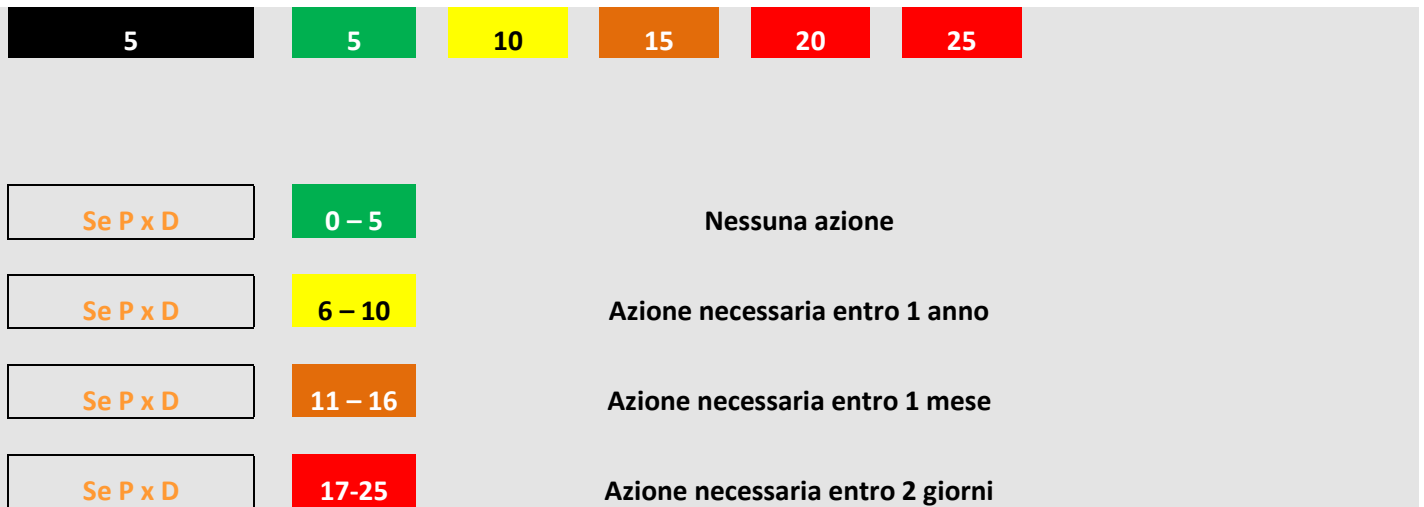 5 5 10 15 20 25
Se P x D 0 – 5 Nessuna azione
Se P x D 6 – 10 Azione necessaria entro 1 anno
Se P x D 11 – 16 Azione necessaria entro 1 mese
Se P x D 17-25 Azione necessaria entro 2 giorni